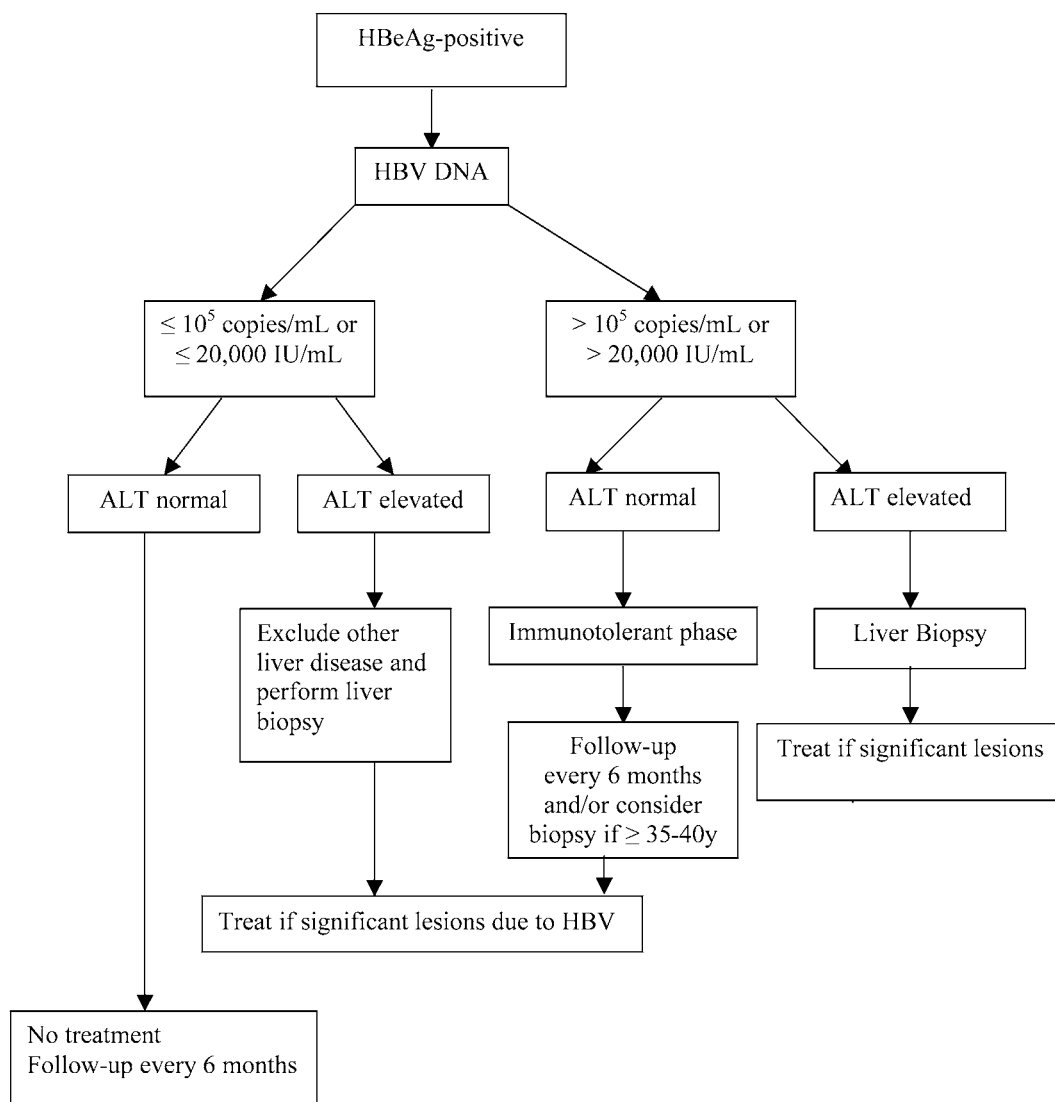 HBeAg-positive
HBV DNA
≤ 10⁵ copies/mL or
≤ 20,000 IU/mL
> 10⁵ copies/mL or
> 20,000 IU/mL
ALT normal
ALT elevated
ALT normal
ALT elevated
Exclude other
liver disease and
perform liver
biopsy
Immunotolerant phase
Liver Biopsy
Follow-up
every 6 months
and/or consider
biopsy if ≥ 35-40y
Treat if significant lesions
Treat if significant lesions due to HBV
No treatment
Follow-up every 6 months